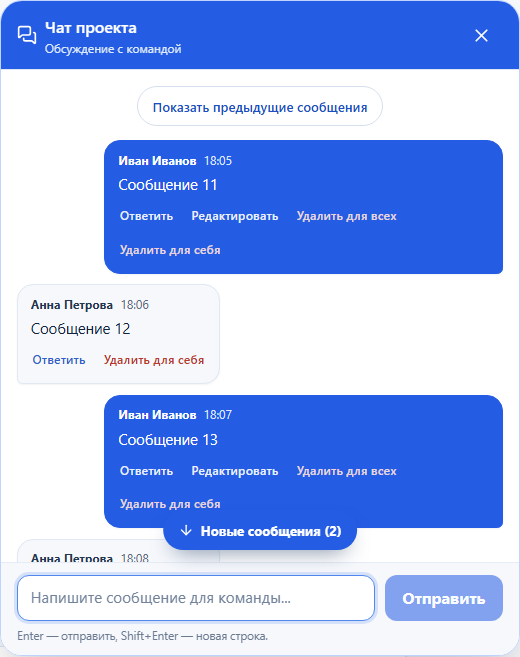 Чат проекта
Обсуждение с командой
Показать предыдущие сообщения
Иван Иванов 18:05
Сообщение 11
Ответить Редактировать Удалить для всех
Удалить для себя
Анна Петрова 18:06
Сообщение 12
Ответить Удалить для себя
Иван Иванов 18:07
Сообщение 13
Ответить Редактировать Удалить для всех
Удалить для себя
Новые сообщения (2)
Анна Петрова 18:08
Напишите сообщение для команды...
Отправить
Enter — отправить, Shift+Enter — новая строка.